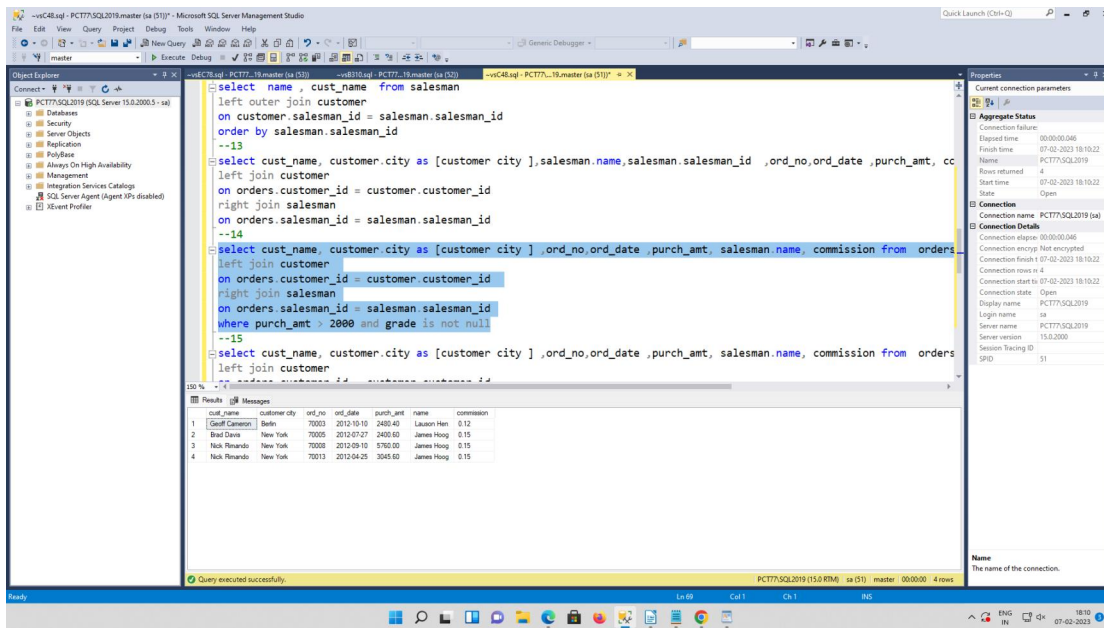 ~vsC48.sql - PCT77\SQL2019.master (sa (51))* - Microsoft SQL Server Management Studio
Quick Launch (Ctrl+Q)
File Edit View Query Project Debug Tools Window Help
New Query
Generic Debugger
master
Execute Debug
Object Explorer
Connect
PCT77\SQL2019 (SQL Server 15.0.2000.5 - sa)
Databases
Security
Server Objects
Replication
PolyBase
Always On High Availability
Management
Integration Services Catalogs
SQL Server Agent (Agent XPs disabled)
XEvent Profiler
~vsEC78.sql - PCT77...19.master (sa (53)) ~vsB310.sql - PCT77...19.master (sa (52)) ~vsC48.sql - PCT77\...19.master (sa (51))*
select name , cust_name from salesman
left outer join customer
on customer.salesman_id = salesman.salesman_id
order by salesman.salesman_id
--13
select cust_name, customer.city as [customer city ],salesman.name,salesman.salesman_id ,ord_no,ord_date ,purch_amt, co
left join customer
on orders.customer_id = customer.customer_id
right join salesman
on orders.salesman_id = salesman.salesman_id
--14
select cust_name, customer.city as [customer city ] ,ord_no,ord_date ,purch_amt, salesman.name, commission from orders
left join customer
on orders.customer_id = customer.customer_id
right join salesman
on orders.salesman_id = salesman.salesman_id
where purch_amt > 2000 and grade is not null
--15
select cust_name, customer.city as [customer city ] ,ord_no,ord_date ,purch_amt, salesman.name, commission from orders
left join customer
on orders.customer_id = customer.customer_id
150 %
Results Messages
cust_name customer city ord_no ord_date purch_amt name commission
1 Geoff Cameron Berlin 70003 2012-10-10 2480.40 Lauson Hen 0.12
2 Brad Davis New York 70005 2012-07-27 2400.60 James Hoog 0.15
3 Nick Rimando New York 70008 2012-09-10 5760.00 James Hoog 0.15
4 Nick Rimando New York 70013 2012-04-25 3045.60 James Hoog 0.15
Query executed successfully.
PCT77\SQL2019 (15.0 RTM) sa (51) master 00:00:00 4 rows
Properties
Current connection parameters
Aggregate Status
Connection failure:
Elapsed time 00:00:00.046
Finish time 07-02-2023 18:10:22
Name PCT77\SQL2019
Rows returned 4
Start time 07-02-2023 18:10:22
State Open
Connection
Connection name PCT77\SQL2019 (sa)
Connection Details
Connection elapse 00:00:00.046
Connection encryp Not encrypted
Connection finish t 07-02-2023 18:10:22
Connection rows re 4
Connection start tir 07-02-2023 18:10:22
Connection state Open
Display name PCT77\SQL2019
Login name sa
Server name PCT77\SQL2019
Server version 15.0.2000
Session Tracing ID
SPID 51
Name
The name of the connection.
Ready
Ln 69 Col 1 Ch 1 INS
ENG
IN
18:10
07-02-2023